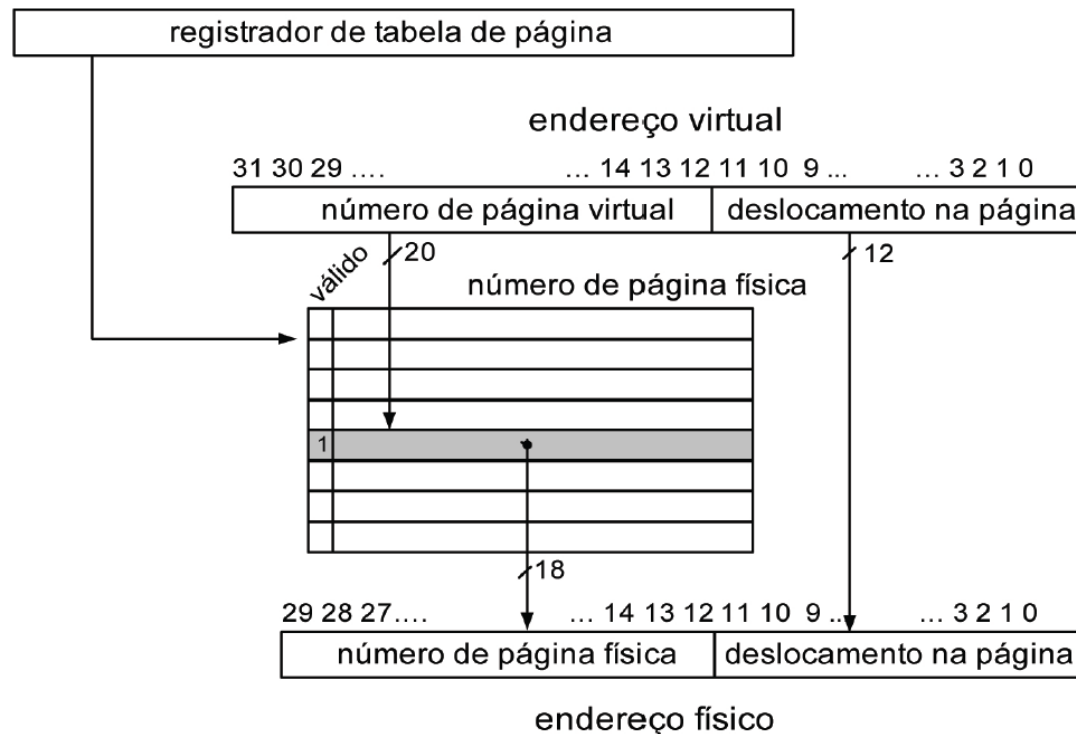 registrador de tabela de página
endereço virtual
31 30 29 .... ... 14 13 12 11 10 9 ... ... 3 2 1 0
número de página virtual deslocamento na página
20 12
válido
número de página física
1
18
29 28 27.... ... 14 13 12 11 10 9 ... ... 3 2 1 0
número de página física deslocamento na página
endereço físico